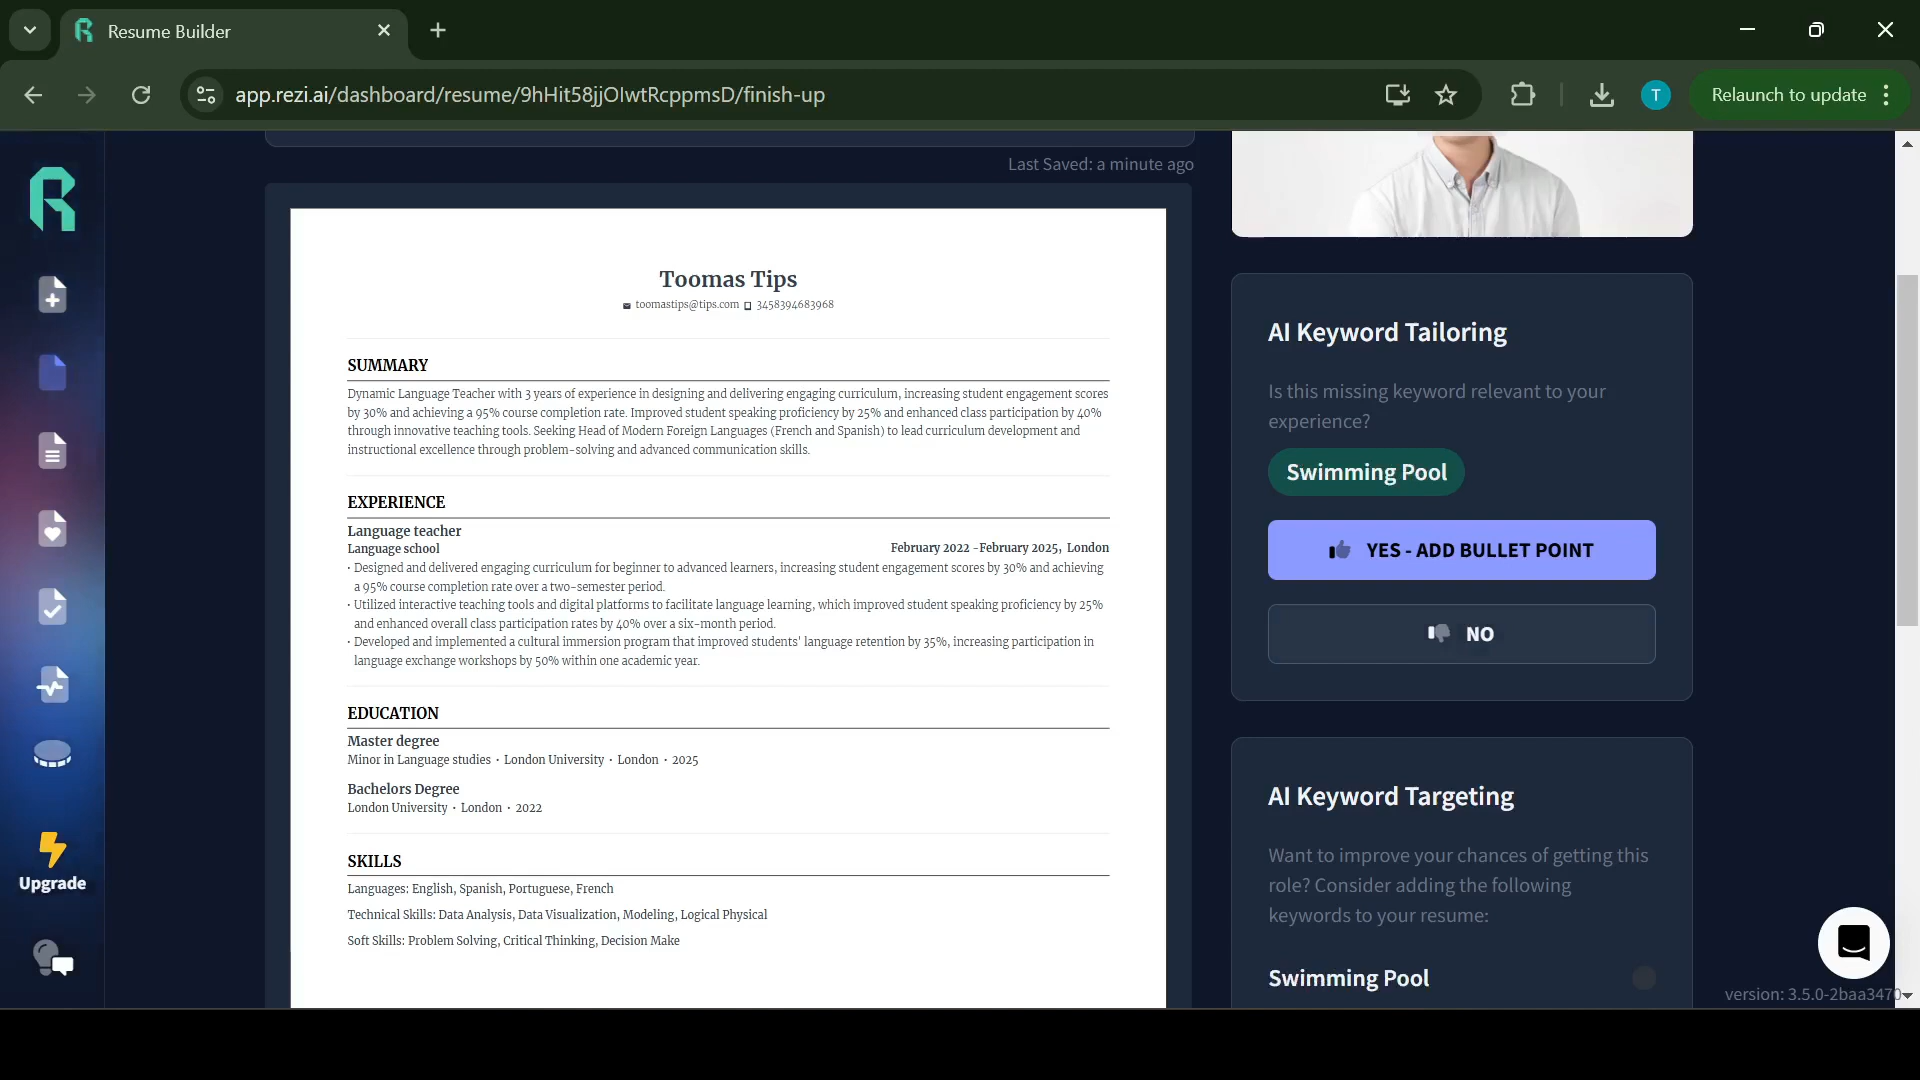 Resume Builder
app.rezi.ai/dashboard/resume/9hHit58jjOlwtRcppmsD/finish-up
T
Relaunch to update
Last Saved: a minute ago
Toomas Tips
toomastips@tips.com 3458394683968
SUMMARY
Dynamic Language Teacher with 3 years of experience in designing and delivering engaging curriculum, increasing student engagement scores
by 30% and achieving a 95% course completion rate. Improved student speaking proficiency by 25% and enhanced class participation by 40%
through innovative teaching tools. Seeking Head of Modern Foreign Languages (French and Spanish) to lead curriculum development and
instructional excellence through problem-solving and advanced communication skills.
EXPERIENCE
Language teacher
Language school
February 2022 -February 2025, London
• Designed and delivered engaging curriculum for beginner to advanced learners, increasing student engagement scores by 30% and achieving
a 95% course completion rate over a two-semester period.
• Utilized interactive teaching tools and digital platforms to facilitate language learning, which improved student speaking proficiency by 25%
and enhanced overall class participation rates by 40% over a six-month period.
• Developed and implemented a cultural immersion program that improved students' language retention by 35%, increasing participation in
language exchange workshops by 50% within one academic year.
EDUCATION
Master degree
Minor in Language studies • London University • London • 2025
Bachelors Degree
London University • London • 2022
SKILLS
Languages: English, Spanish, Portuguese, French
Technical Skills: Data Analysis, Data Visualization, Modeling, Logical Physical
Soft Skills: Problem Solving, Critical Thinking, Decision Make
AI Keyword Tailoring
Is this missing keyword relevant to your
experience?
Swimming Pool
YES - ADD BULLET POINT
NO
AI Keyword Targeting
Want to improve your chances of getting this
role? Consider adding the following
keywords to your resume:
Swimming Pool
Upgrade
version: 3.5.0-2baa3470